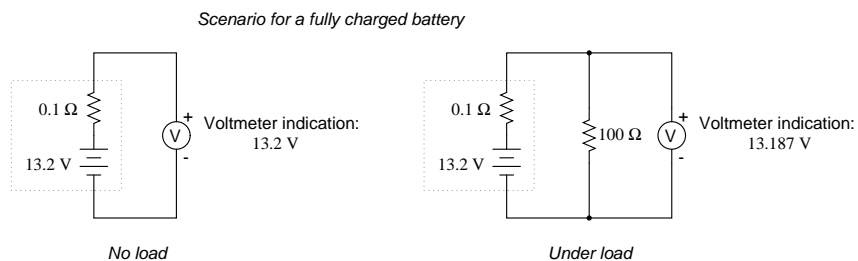 Scenario for a fully charged battery
0.1 Ω
13.2 V
V
+
-
Voltmeter indication:
13.2 V
No load
0.1 Ω
13.2 V
100 Ω
V
+
-
Voltmeter indication:
13.187 V
Under load